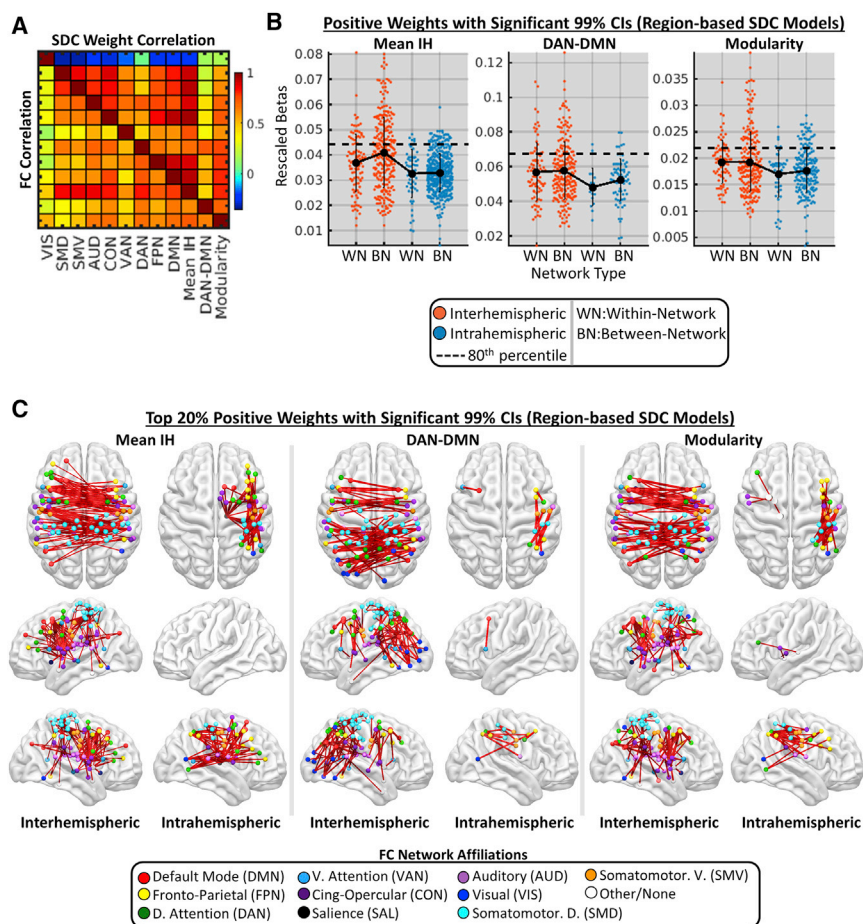 A
SDC Weight Correlation
FC Correlation
1
0.5
0
VIS
SMD
SMV
AUD
CON
VAN
DAN
FPN
DMN
Mean IH
DAN-DMN
Modularity
B
Positive Weights with Significant 99% CIs (Region-based SDC Models)
Mean IH
DAN-DMN
Modularity
Rescaled Betas
0.08
0.07
0.06
0.05
0.04
0.03
0.02
0.01
0
0.12
0.1
0.08
0.06
0.04
0.02
0.035
0.03
0.025
0.02
0.015
0.01
0.005
WN BN WN BN
WN BN WN BN
WN BN WN BN
Network Type
Interhemispheric WN:Within-Network
Intrahemispheric BN:Between-Network
80th percentile
C
Top 20% Positive Weights with Significant 99% CIs (Region-based SDC Models)
Mean IH
DAN-DMN
Modularity
Interhemispheric Intrahemispheric
Interhemispheric Intrahemispheric
Interhemispheric Intrahemispheric
FC Network Affiliations
Default Mode (DMN) V. Attention (VAN) Auditory (AUD) Somatomotor. V. (SMV)
Fronto-Parietal (FPN) Cing-Opercular (CON) Visual (VIS) Other/None
D. Attention (DAN) Salience (SAL) Somatomotor. D. (SMD)